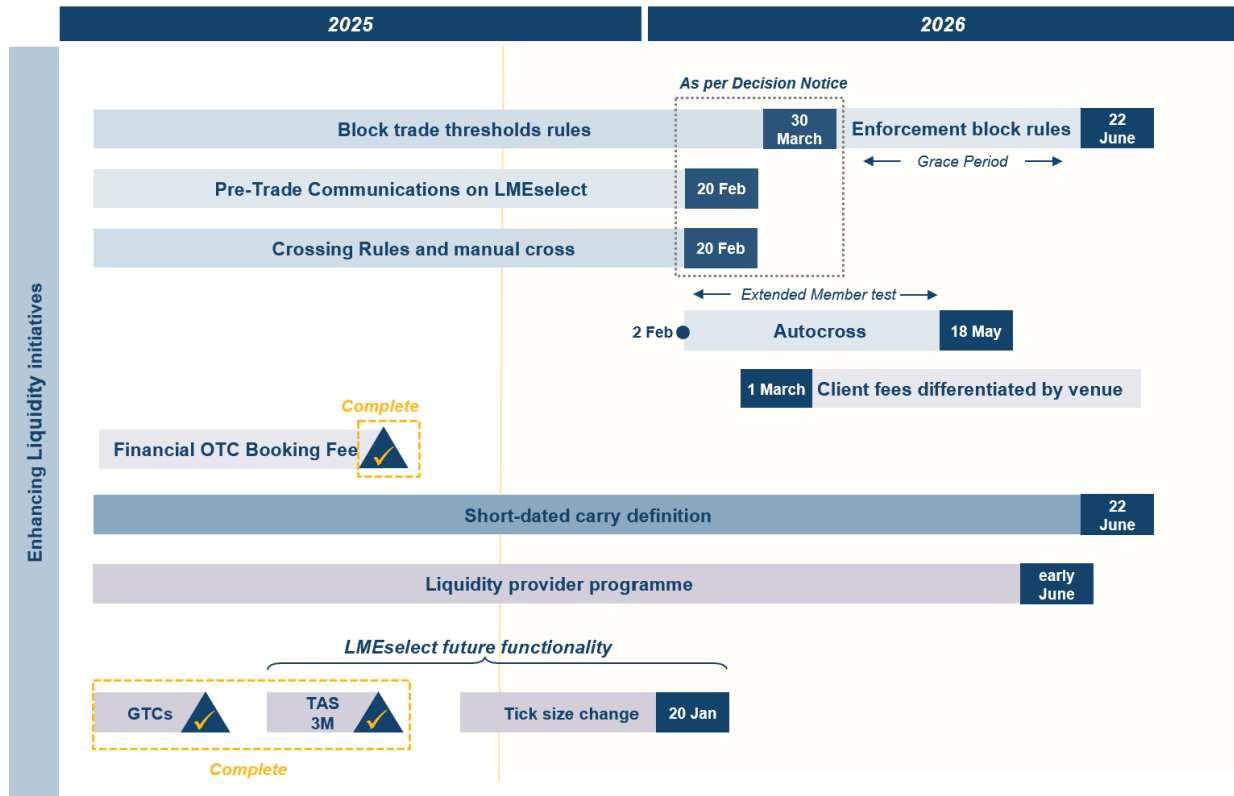 2025
2026
Enhancing Liquidity initiatives
As per Decision Notice
Block trade thresholds rules
30
March
Enforcement block rules
22
June
Grace Period
Pre-Trade Communications on LMEselect
20 Feb
Crossing Rules and manual cross
20 Feb
Extended Member test
2 Feb
Autocross
18 May
1 March
Client fees differentiated by venue
Complete
Financial OTC Booking Fee
Short-dated carry definition
22
June
Liquidity provider programme
early
June
LMEselect future functionality
GTCs
TAS
3M
Tick size change
20 Jan
Complete